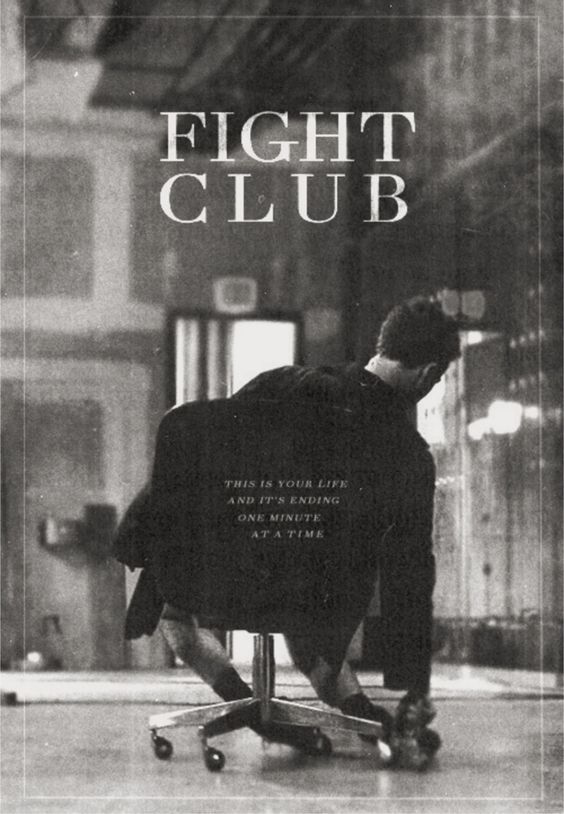 FIGHT
CLUB
THIS IS YOUR LIFE
AND IT'S ENDING
ONE MINUTE
AT A TIME